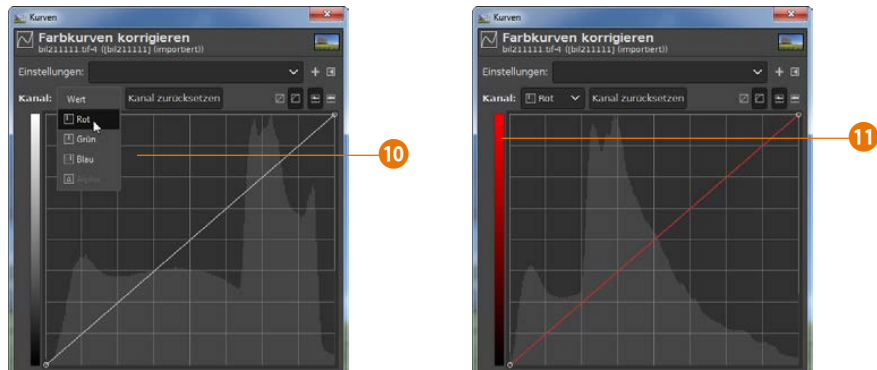 Kurven
Farbkurven korrigieren
bil211111.tif-4 ([bil211111] (importiert))
Einstellungen:
Kanal: Wert Kanal zurücksetzen
Rot
Grün
Blau
Alpha
10
Kurven
Farbkurven korrigieren
bil211111.tif-4 ([bil211111] (importiert))
Einstellungen:
Kanal: Rot Kanal zurücksetzen
11